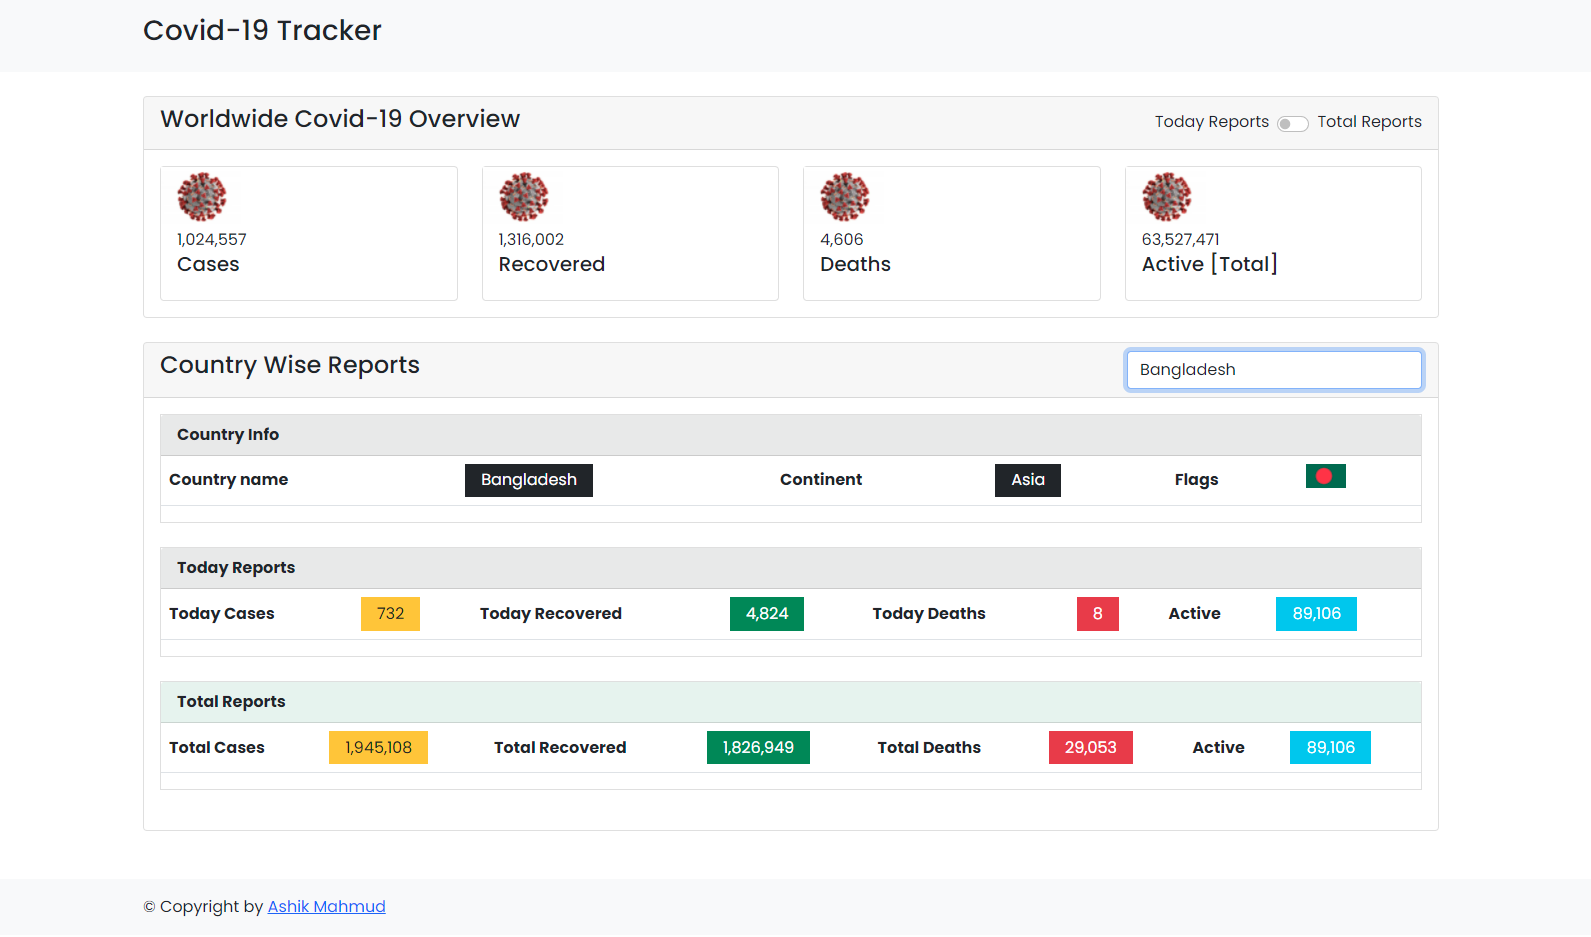 Covid-19 Tracker
Worldwide Covid-19 Overview
Today Reports Total Reports
1,024,557
Cases
1,316,002
Recovered
4,606
Deaths
63,527,471
Active [Total]
Country Wise Reports
Bangladesh
Country Info
Country name Bangladesh Continent Asia Flags
Today Reports
Today Cases 732 Today Recovered 4,824 Today Deaths 8 Active 89,106
Total Reports
Total Cases 1,945,108 Total Recovered 1,826,949 Total Deaths 29,053 Active 89,106
© Copyright by Ashik Mahmud